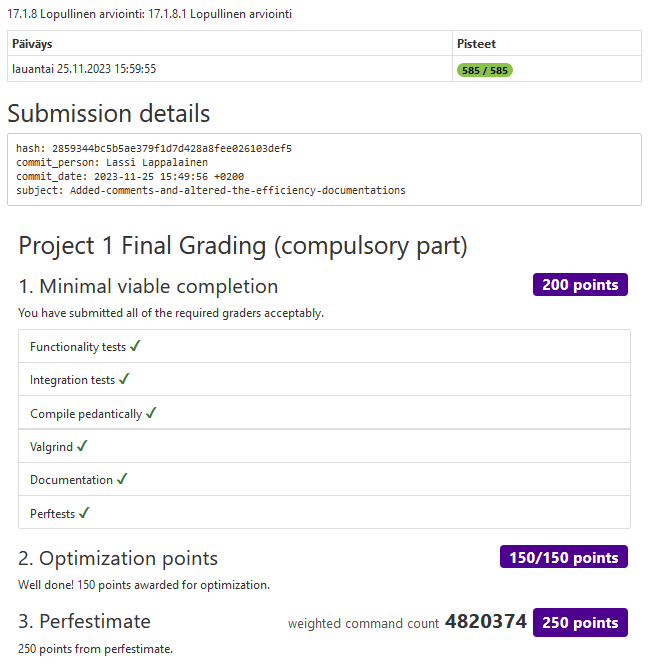 17.1.8 Lopullinen arviointi: 17.1.8.1 Lopullinen arviointi
Päiväys Pisteet
lauantai 25.11.2023 15:59:55 585 / 585
Submission details
hash: 2859344bc5b5ae379f1d7d428a8fee026103def5
commit_person: Lassi Lappalainen
commit_date: 2023-11-25 15:49:56 +0200
subject: Added-comments-and-altered-the-efficiency-documentations
Project 1 Final Grading (compulsory part)
1. Minimal viable completion 200 points
You have submitted all of the required graders acceptably.
Functionality tests ✓
Integration tests ✓
Compile pedantically ✓
Valgrind ✓
Documentation ✓
Perftests ✓
2. Optimization points 150/150 points
Well done! 150 points awarded for optimization.
3. Perfestimate weighted command count 4820374 250 points
250 points from perfestimate.